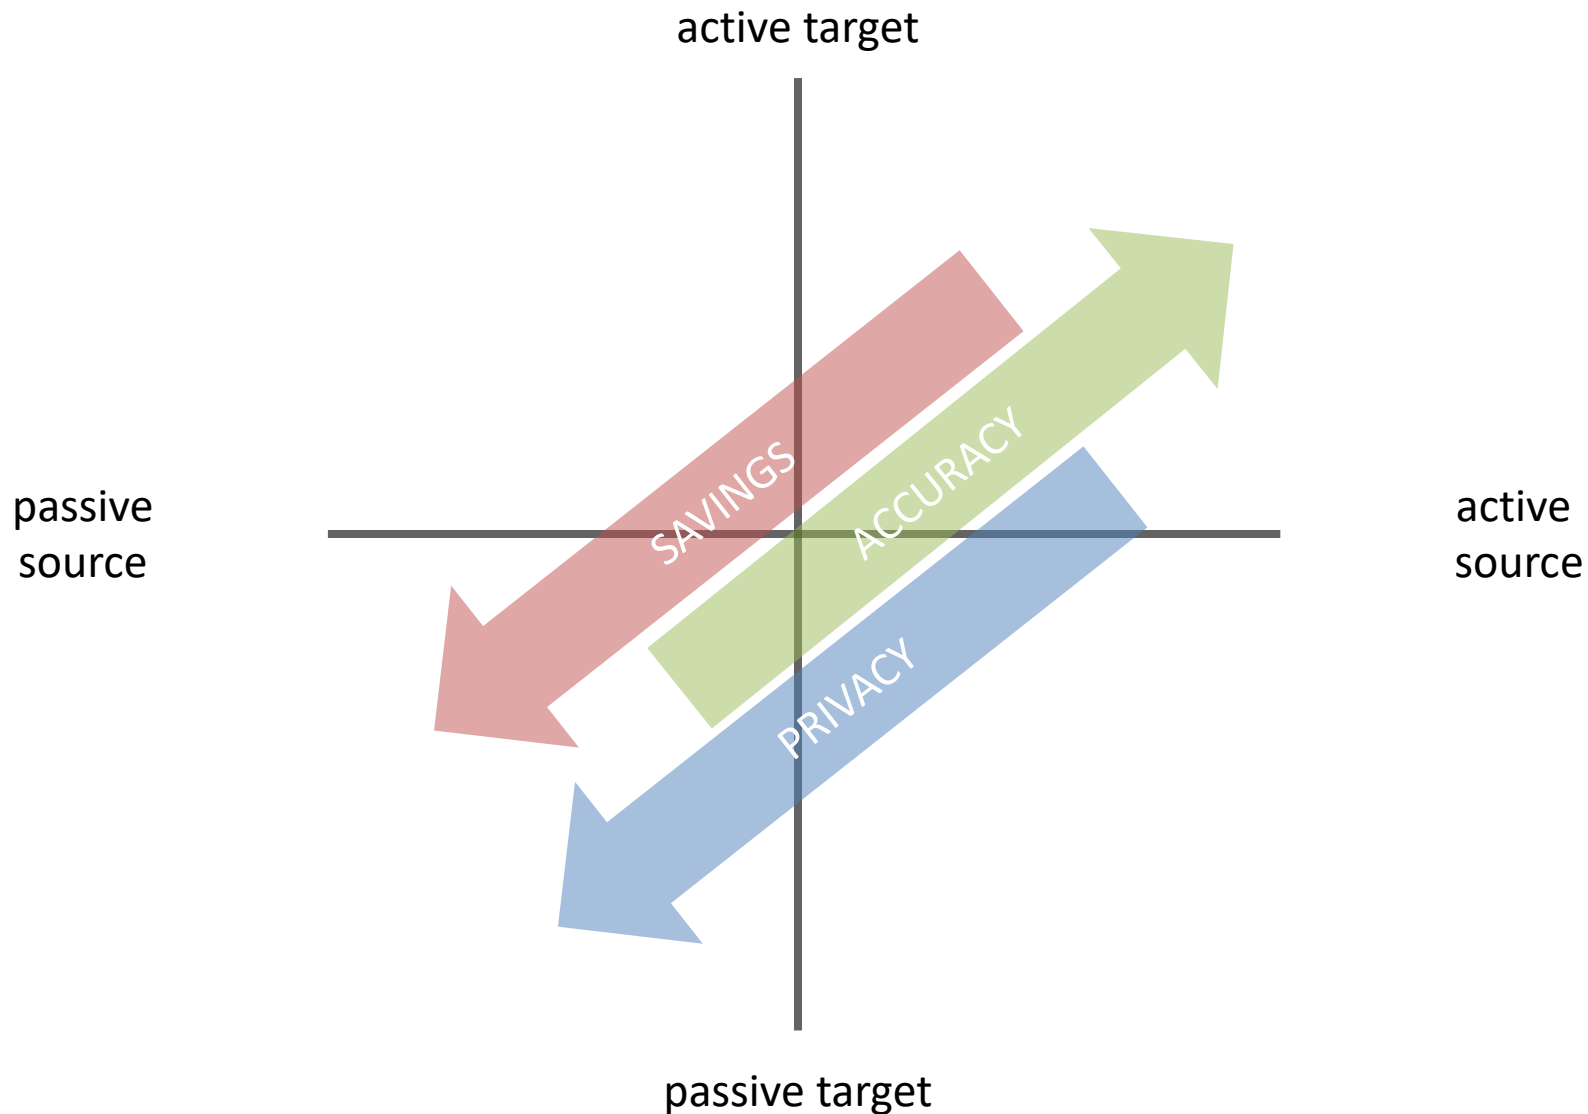 active target
SAVINGS
ACCURACY
passive
source
active
source
PRIVACY
passive target